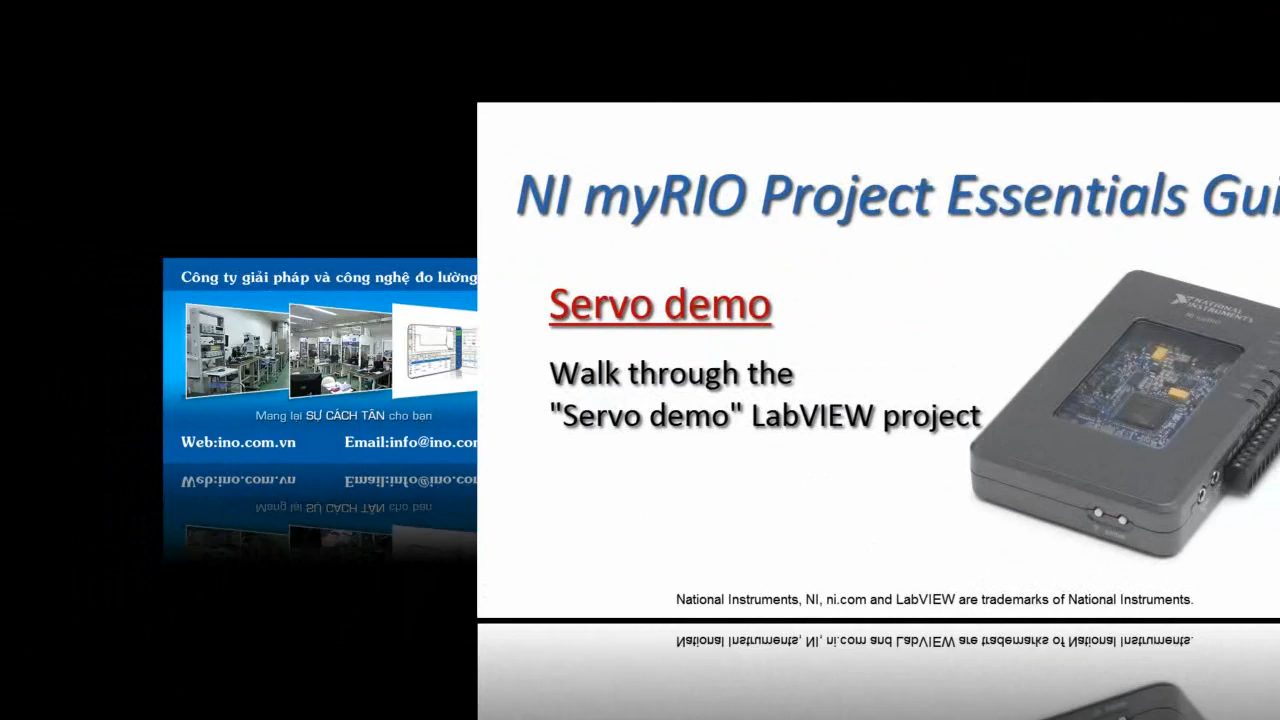 NI myRIO Project Essentials Gui
Servo demo
Walk through the
"Servo demo" LabVIEW project
NATIONAL
INSTRUMENTS
National Instruments, NI, ni.com and LabVIEW are trademarks of National Instruments.
Công ty giải pháp và công nghệ đo lường
Mang lại SỰ CÁCH TÂN cho bạn
Web:ino.com.vn Email:info@ino.com